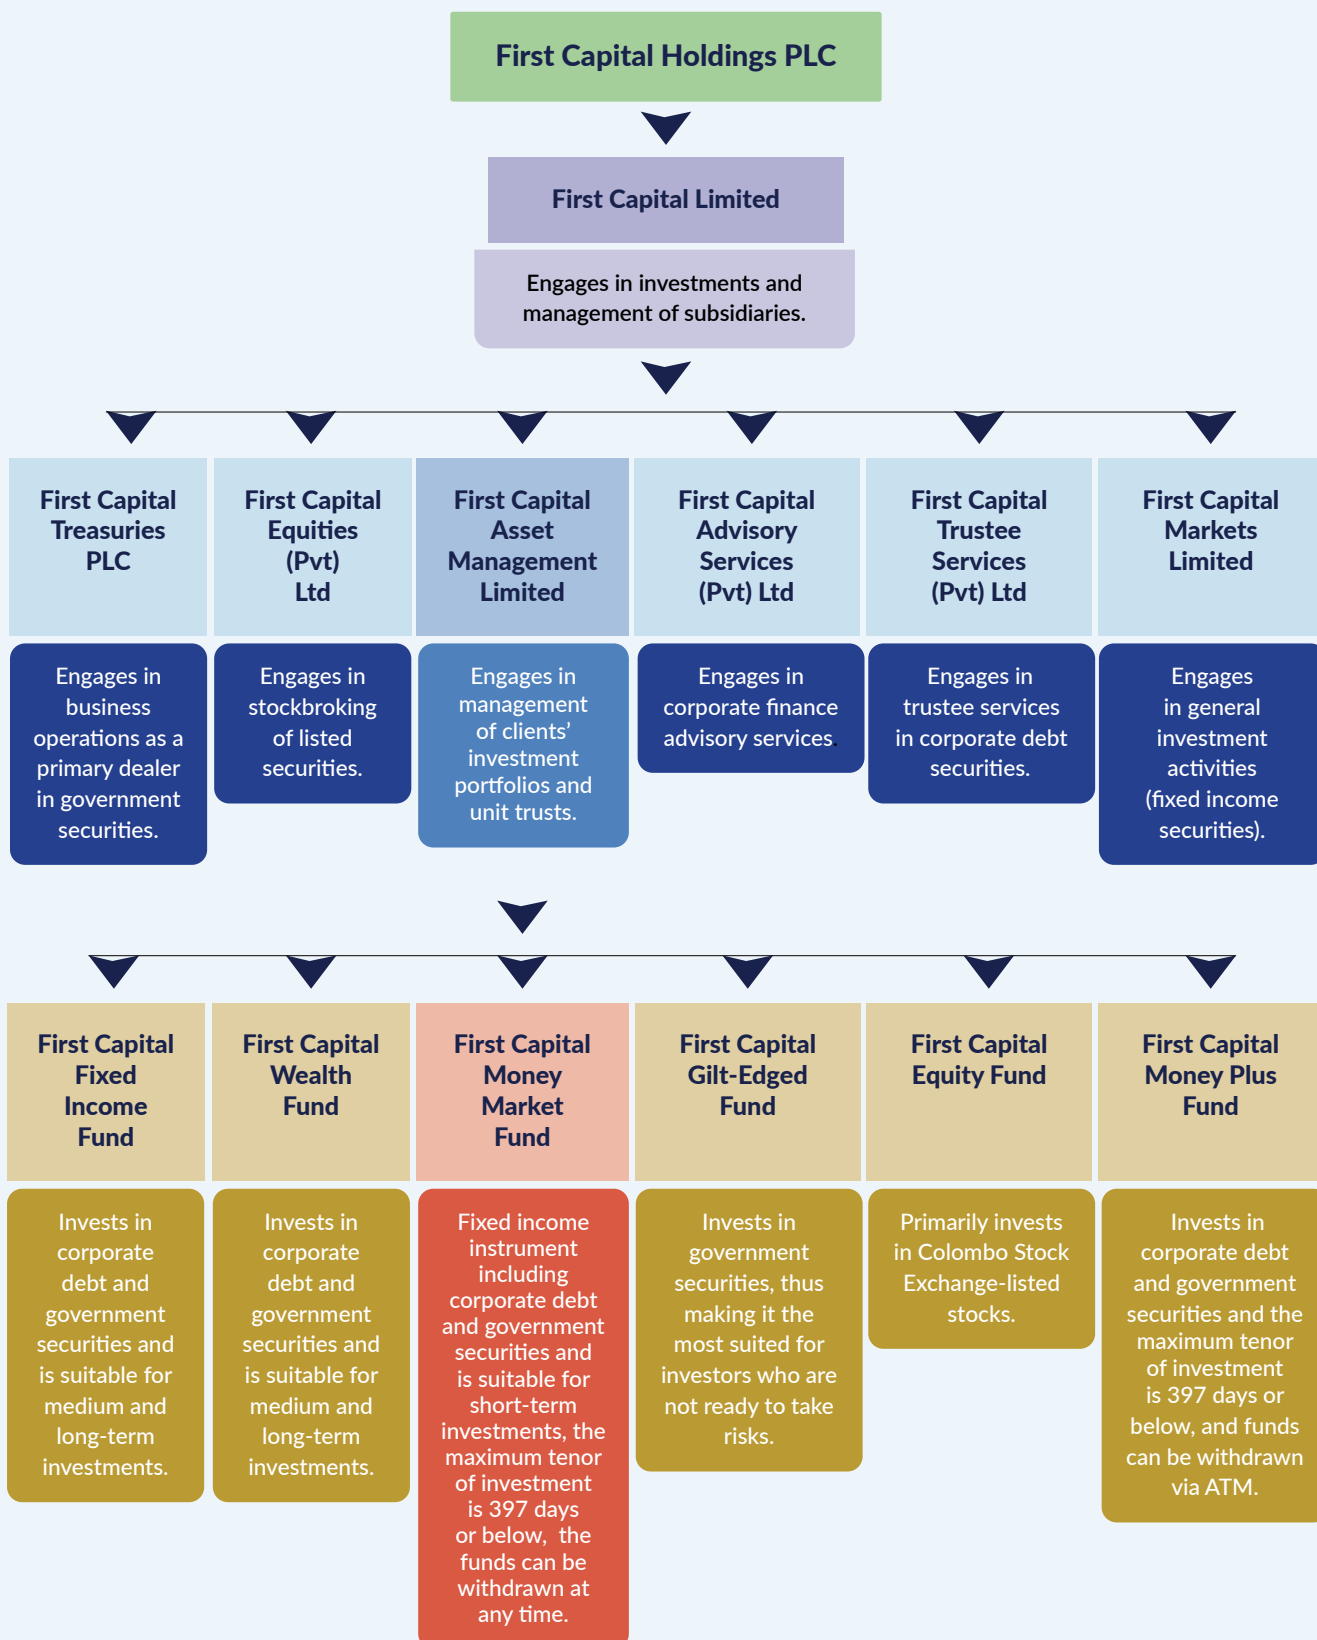 First Capital Holdings PLC
First Capital Limited
Engages in investments and
management of subsidiaries.
First Capital
Treasuries
PLC
First Capital
Equities
(Pvt)
Ltd
First Capital
Asset
Management
Limited
First Capital
Advisory
Services
(Pvt) Ltd
First Capital
Trustee
Services
(Pvt) Ltd
First Capital
Markets
Limited
Engages in
business
operations as a
primary dealer
in government
securities.
Engages in
stockbroking
of listed
securities.
Engages in
management
of clients’
investment
portfolios and
unit trusts.
Engages in
corporate finance
advisory services.
Engages in
trustee services
in corporate debt
securities.
Engages
in general
investment
activities
(fixed income
securities).
First Capital
Fixed
Income
Fund
First Capital
Wealth
Fund
First Capital
Money
Market
Fund
First Capital
Gilt-Edged
Fund
First Capital
Equity Fund
First Capital
Money Plus
Fund
Invests in
corporate
debt and
government
securities and
is suitable for
medium and
long-term
investments.
Invests in
corporate
debt and
government
securities and
is suitable for
medium and
long-term
investments.
Fixed income
instrument
including
corporate debt
and government
securities and
is suitable for
short-term
investments, the
maximum tenor
of investment
is 397 days
or below, the
funds can be
withdrawn at
any time.
Invests in
government
securities, thus
making it the
most suited for
investors who are
not ready to take
risks.
Primarily invests
in Colombo Stock
Exchange-listed
stocks.
Invests in
corporate debt
and government
securities and the
maximum tenor
of investment
is 397 days or
below, and funds
can be withdrawn
via ATM.